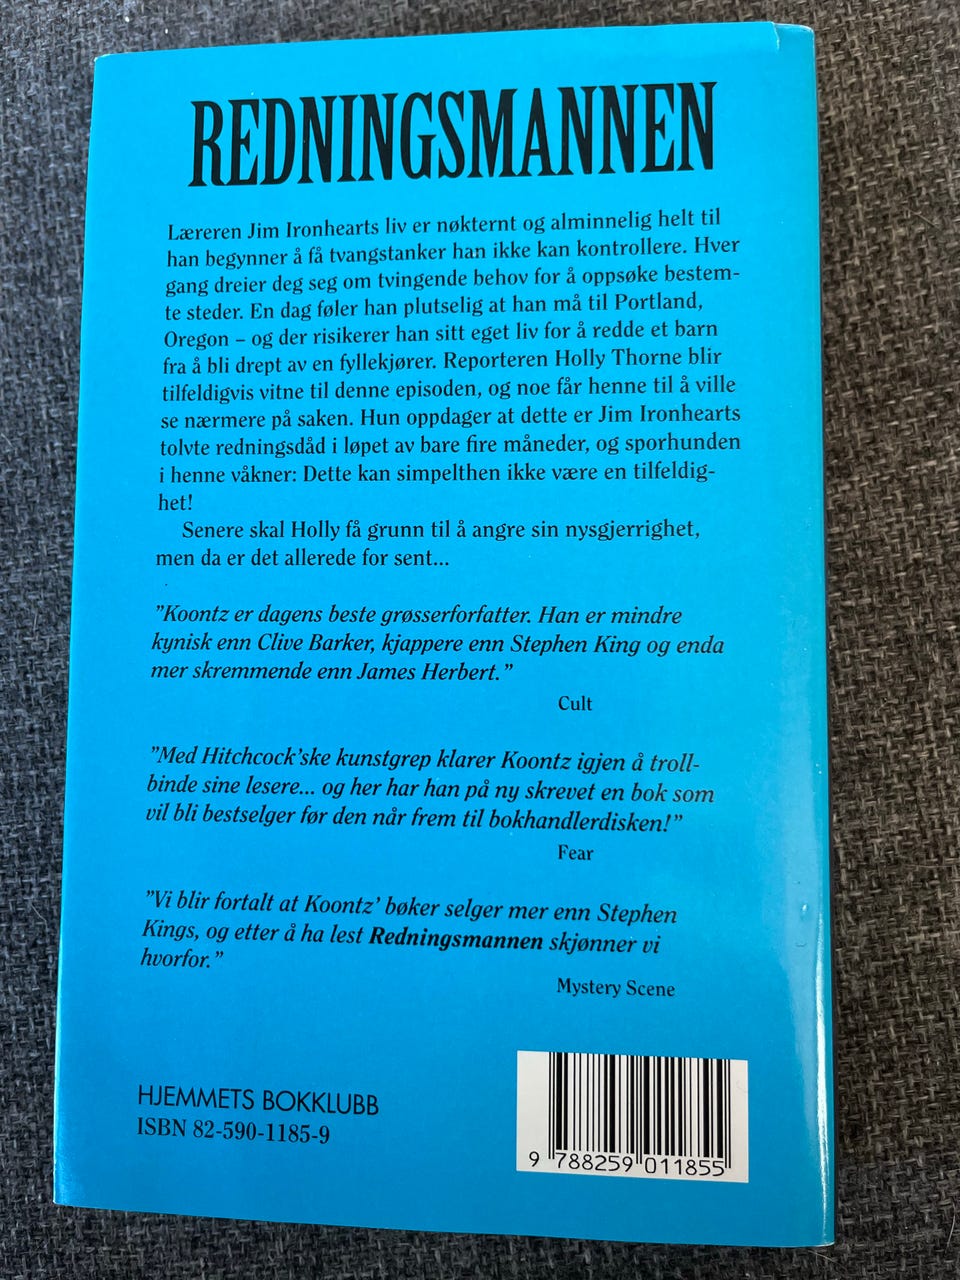 REDNINGSMANNEN
Læreren Jim Ironhearts liv er nøkternt og alminnelig helt til
han begynner å få tvangstanker han ikke kan kontrollere. Hver
gang dreier deg seg om tvingende behov for å oppsøke bestem-
te steder. En dag føler han plutselig at han må til Portland,
Oregon – og der risikerer han sitt eget liv for å redde et barn
fra å bli drept av en fyllekjører. Reporteren Holly Thorne blir
tilfeldigvis vitne til denne episoden, og noe får henne til å ville
se nærmere på saken. Hun oppdager at dette er Jim Ironhearts
tolvte redningsdåd i løpet av bare fire måneder, og sporhunden
i henne våkner: Dette kan simpelthen ikke være en tilfeldig-
het!
Senere skal Holly få grunn til å angre sin nysgjerrighet,
men da er det allerede for sent...
”Koontz er dagens beste grøsserforfatter. Han er mindre
kynisk enn Clive Barker, kjappere enn Stephen King og enda
mer skremmende enn James Herbert.”
Cult
”Med Hitchcock’ske kunstgrep klarer Koontz igjen å troll-
binde sine lesere... og her har han på ny skrevet en bok som
vil bli bestselger før den når frem til bokhandlerdisken!”
Fear
”Vi blir fortalt at Koontz’ bøker selger mer enn Stephen
Kings, og etter å ha lest Redningsmannen skjønner vi
hvorfor.”
Mystery Scene
HJEMMETS BOKKLUBB
ISBN 82-590-1185-9
9 788259 011855